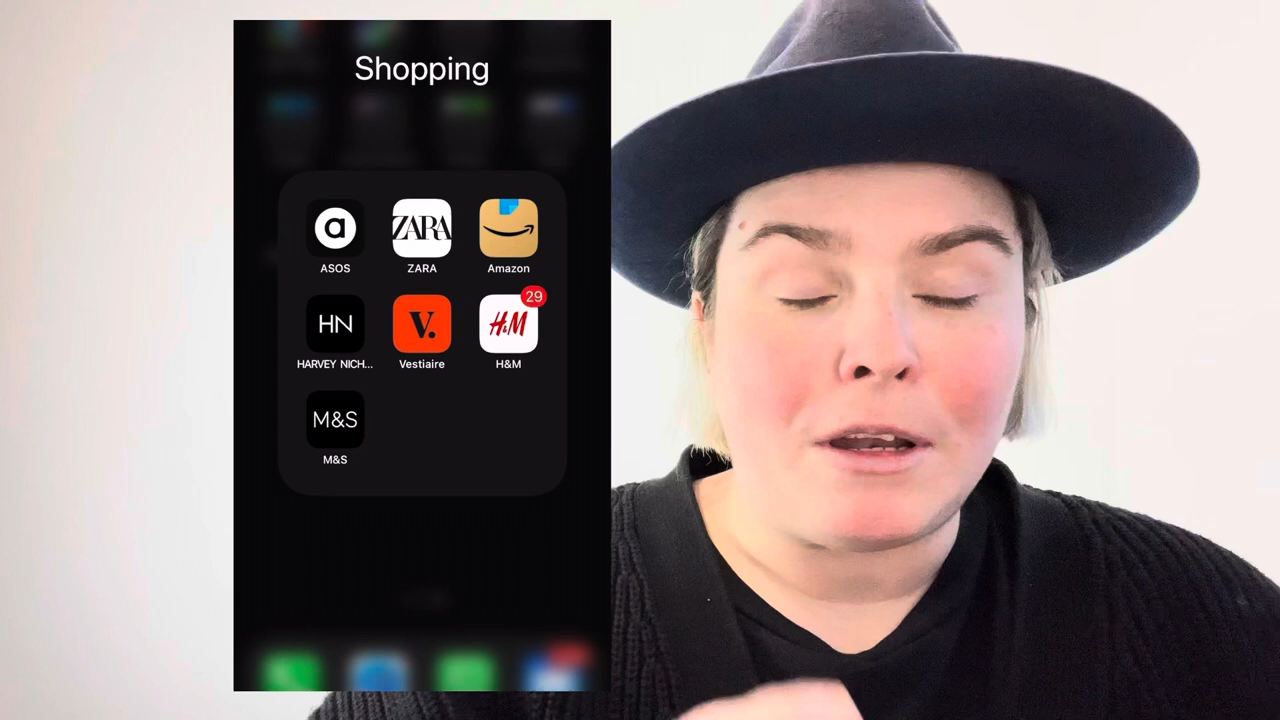 Shopping
a
ZARA
ASOS
ZARA
Amazon
HN
V.
H&M
29
HARVEY NICH...
Vestiaire
H&M
M&S
M&S